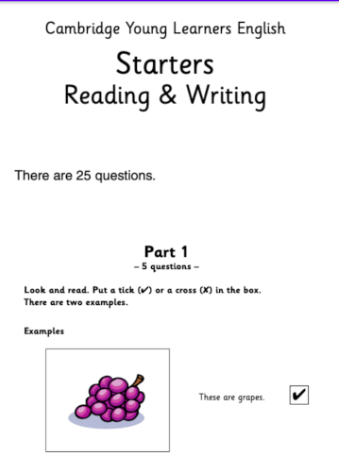 Cambridge Young Learners English
Starters
Reading & Writing
There are 25 questions.
Part 1
– 5 questions –
Look and read. Put a tick (✔) or a cross (✘) in the box.
There are two examples.
Examples
These are grapes. ✔